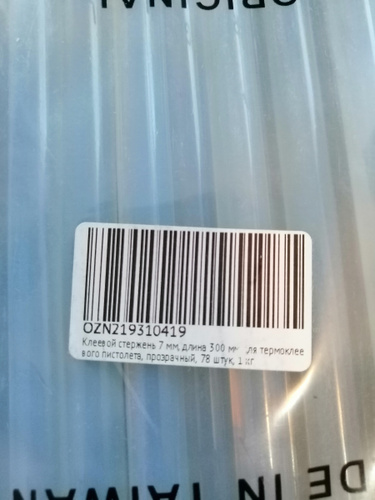 ORIGINAL
OZN219310419
Клеевой стержень 7 мм, длина 300 мм для термоклее
вого пистолета, прозрачный, 78 штук, 1 кг
DE IN TAIWAN